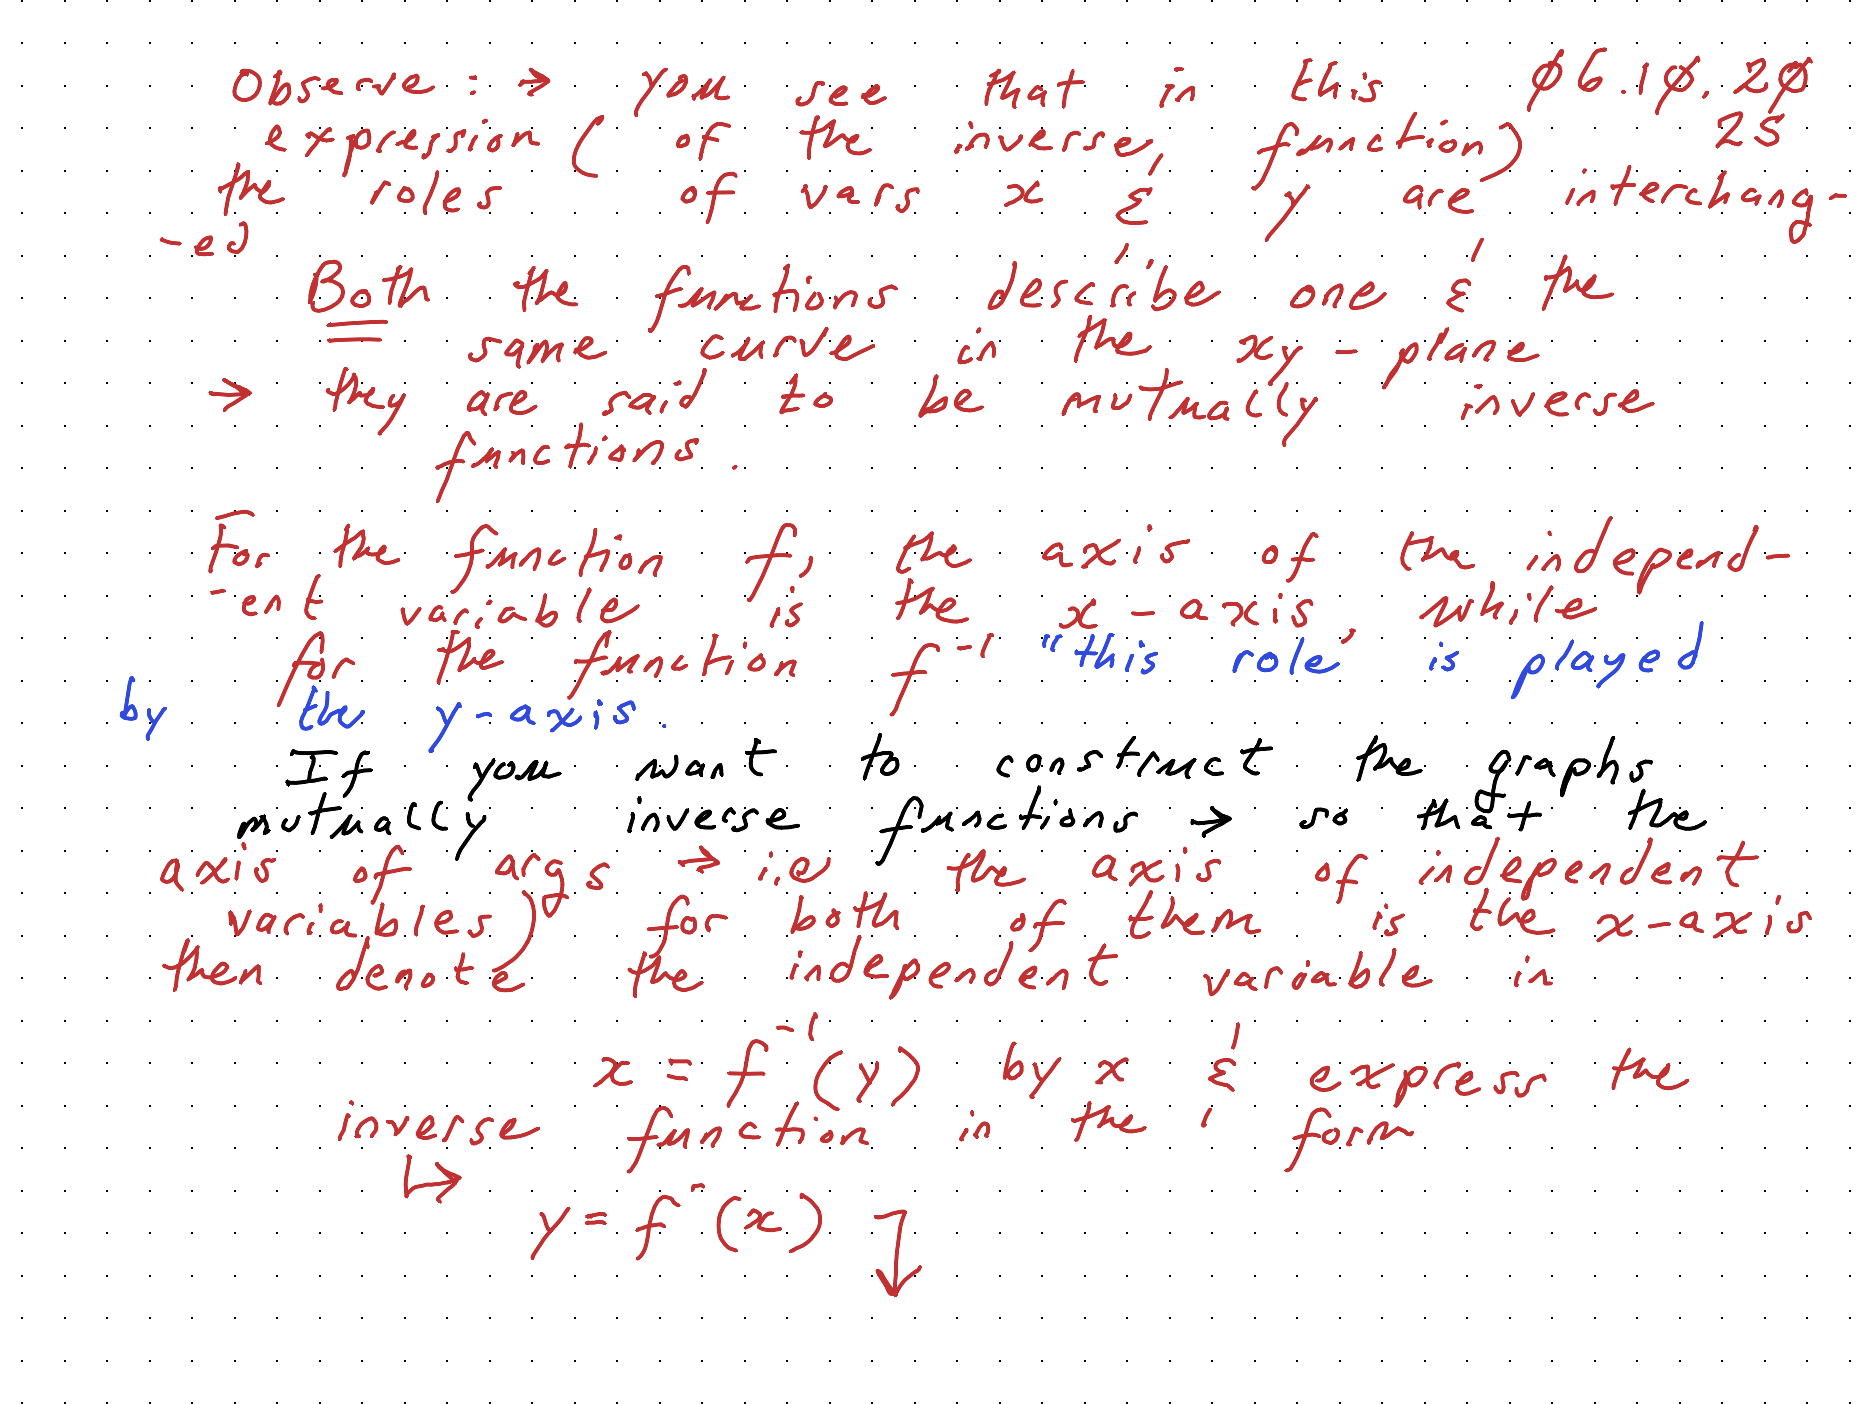 Observe : → you see that in this 06.10.20
expression ( of the inverse function) 25
the roles of vars x & y are interchang-
-ed
Both the functions describe one & the
same curve in the xy-plane
→ they are said to be mutually inverse
functions.
For the function f, the axis of the independ-
-ent variable is the x-axis, while
for the function f⁻¹ "this role" is played
by the y-axis.
If you want to construct the graphs
mutually inverse functions → so that the
axis of args → i.e the axis of independent
variables) for both of them is the x-axis
then denote the independent variable in
x = f⁻¹(y) by x & express the
inverse function in the form
↳ y = f⁻(x)